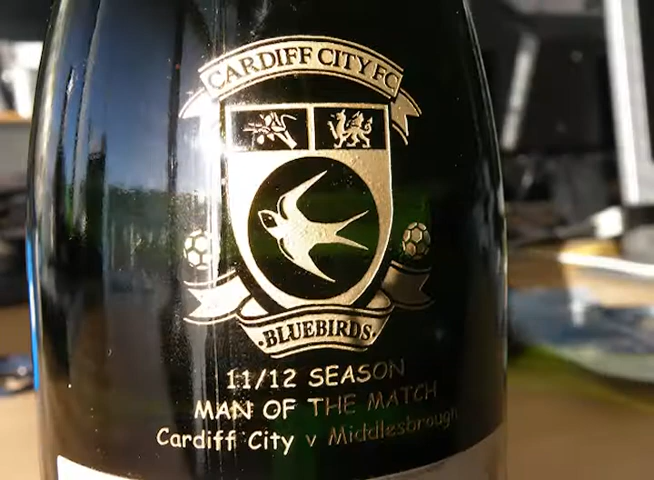 CARDIFF CITY FC
BLUEBIRDS
11/12 SEASON
MAN OF THE MATCH
Cardiff City v Middlesbrough